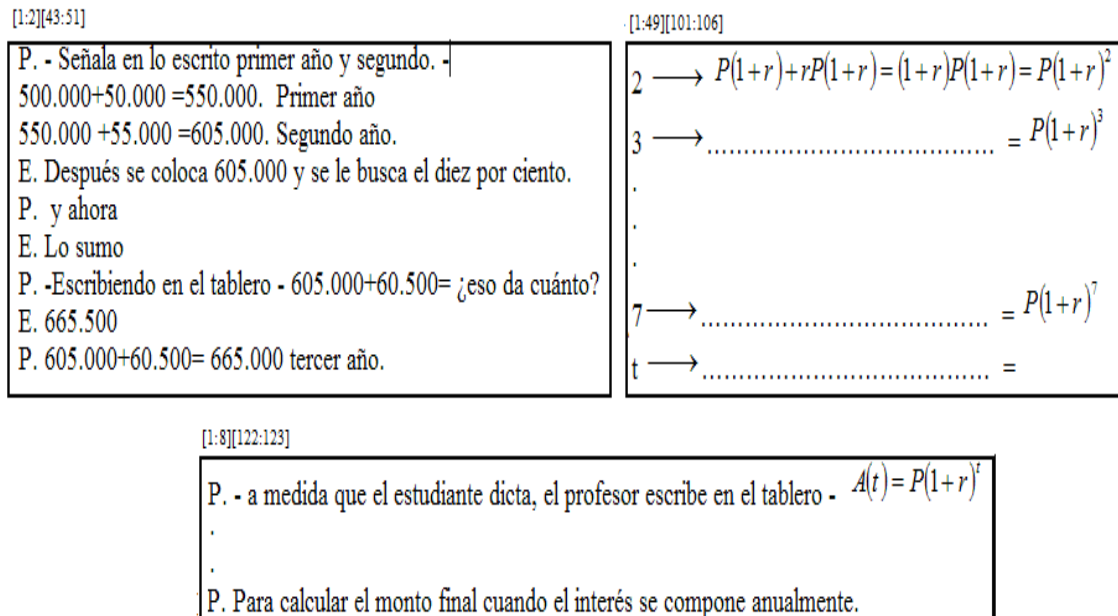 [1:2][43:51]
P. - Señala en lo escrito primer año y segundo. -
500.000+50.000 =550.000. Primer año
550.000 +55.000 =605.000. Segundo año.
E. Después se coloca 605.000 y se le busca el diez por ciento.
P. y ahora
E. Lo sumo
P. -Escribiendo en el tablero - 605.000+60.500= ¿eso da cuánto?
E. 665.500
P. 605.000+60.500= 665.000 tercer año.
[1:49][101:106]
2 ⟶ P(1+r)+rP(1+r)=(1+r)P(1+r)=P(1+r)²
3 ⟶ ...................................... = P(1+r)³
.
.
.
7 ⟶ ...................................... = P(1+r)⁷
t ⟶ ...................................... =
[1:8][122:123]
P. - a medida que el estudiante dicta, el profesor escribe en el tablero - A(t)=P(1+r)ᵗ
.
.
P. Para calcular el monto final cuando el interés se compone anualmente.